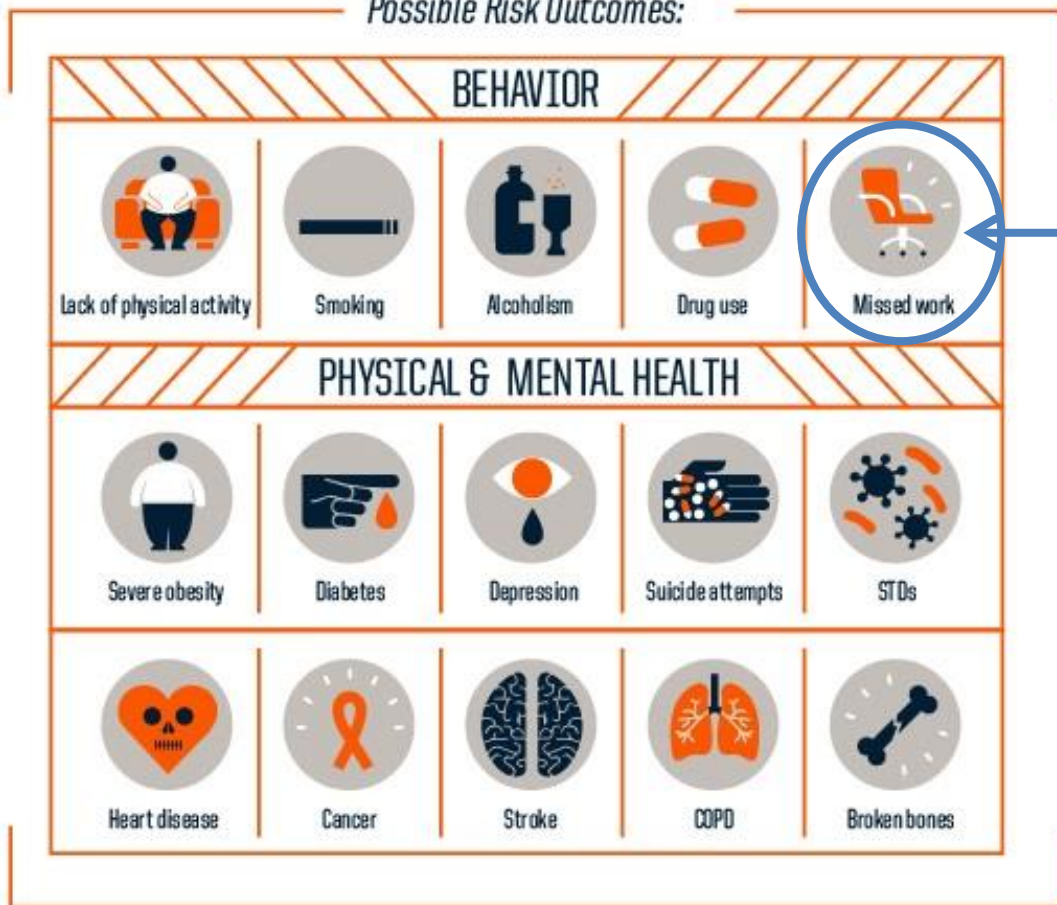 Possible Risk Outcomes:
BEHAVIOR
Lack of physical activity
Smoking
Alcoholism
Drug use
Missed work
PHYSICAL & MENTAL HEALTH
Severe obesity
Diabetes
Depression
Suicide attempts
STDs
Heart disease
Cancer
Stroke
COPD
Broken bones